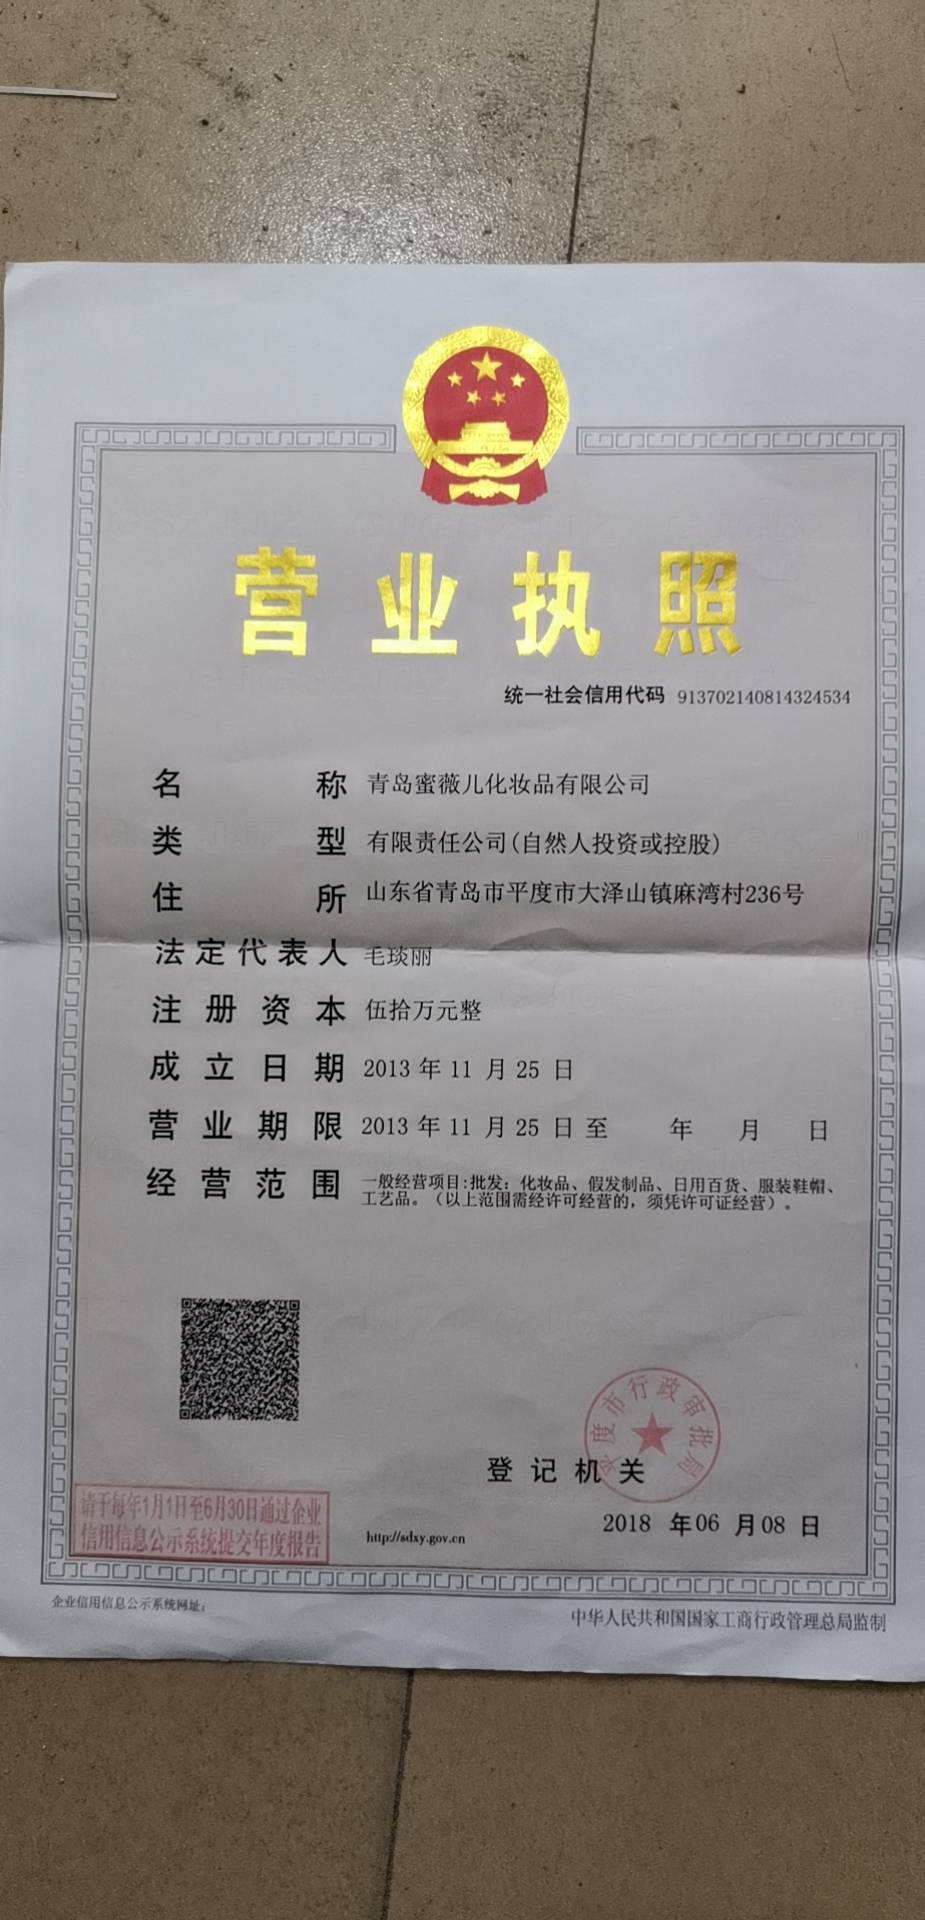 营业执照
统一社会信用代码 913702140814324534
名称 青岛蜜薇儿化妆品有限公司
类型 有限责任公司(自然人投资或控股)
住所 山东省青岛市平度市大泽山镇麻湾村236号
法定代表人 毛琰丽
注册资本 伍拾万元整
成立日期 2013 年 11 月 25 日
营业期限 2013 年 11 月 25 日 至 年 月 日
经营范围 一般经营项目:批发：化妆品、假发制品、日用百货、服装鞋帽、
工艺品。（以上范围需经许可经营的，须凭许可证经营）。
平度市行政审批局
登记机关
2018 年 06 月 08 日
请于每年1月1日至6月30日通过企业
信用信息公示系统提交年度报告
http://sdxy.gov.cn
企业信用信息公示系统网址：
中华人民共和国国家工商行政管理总局监制